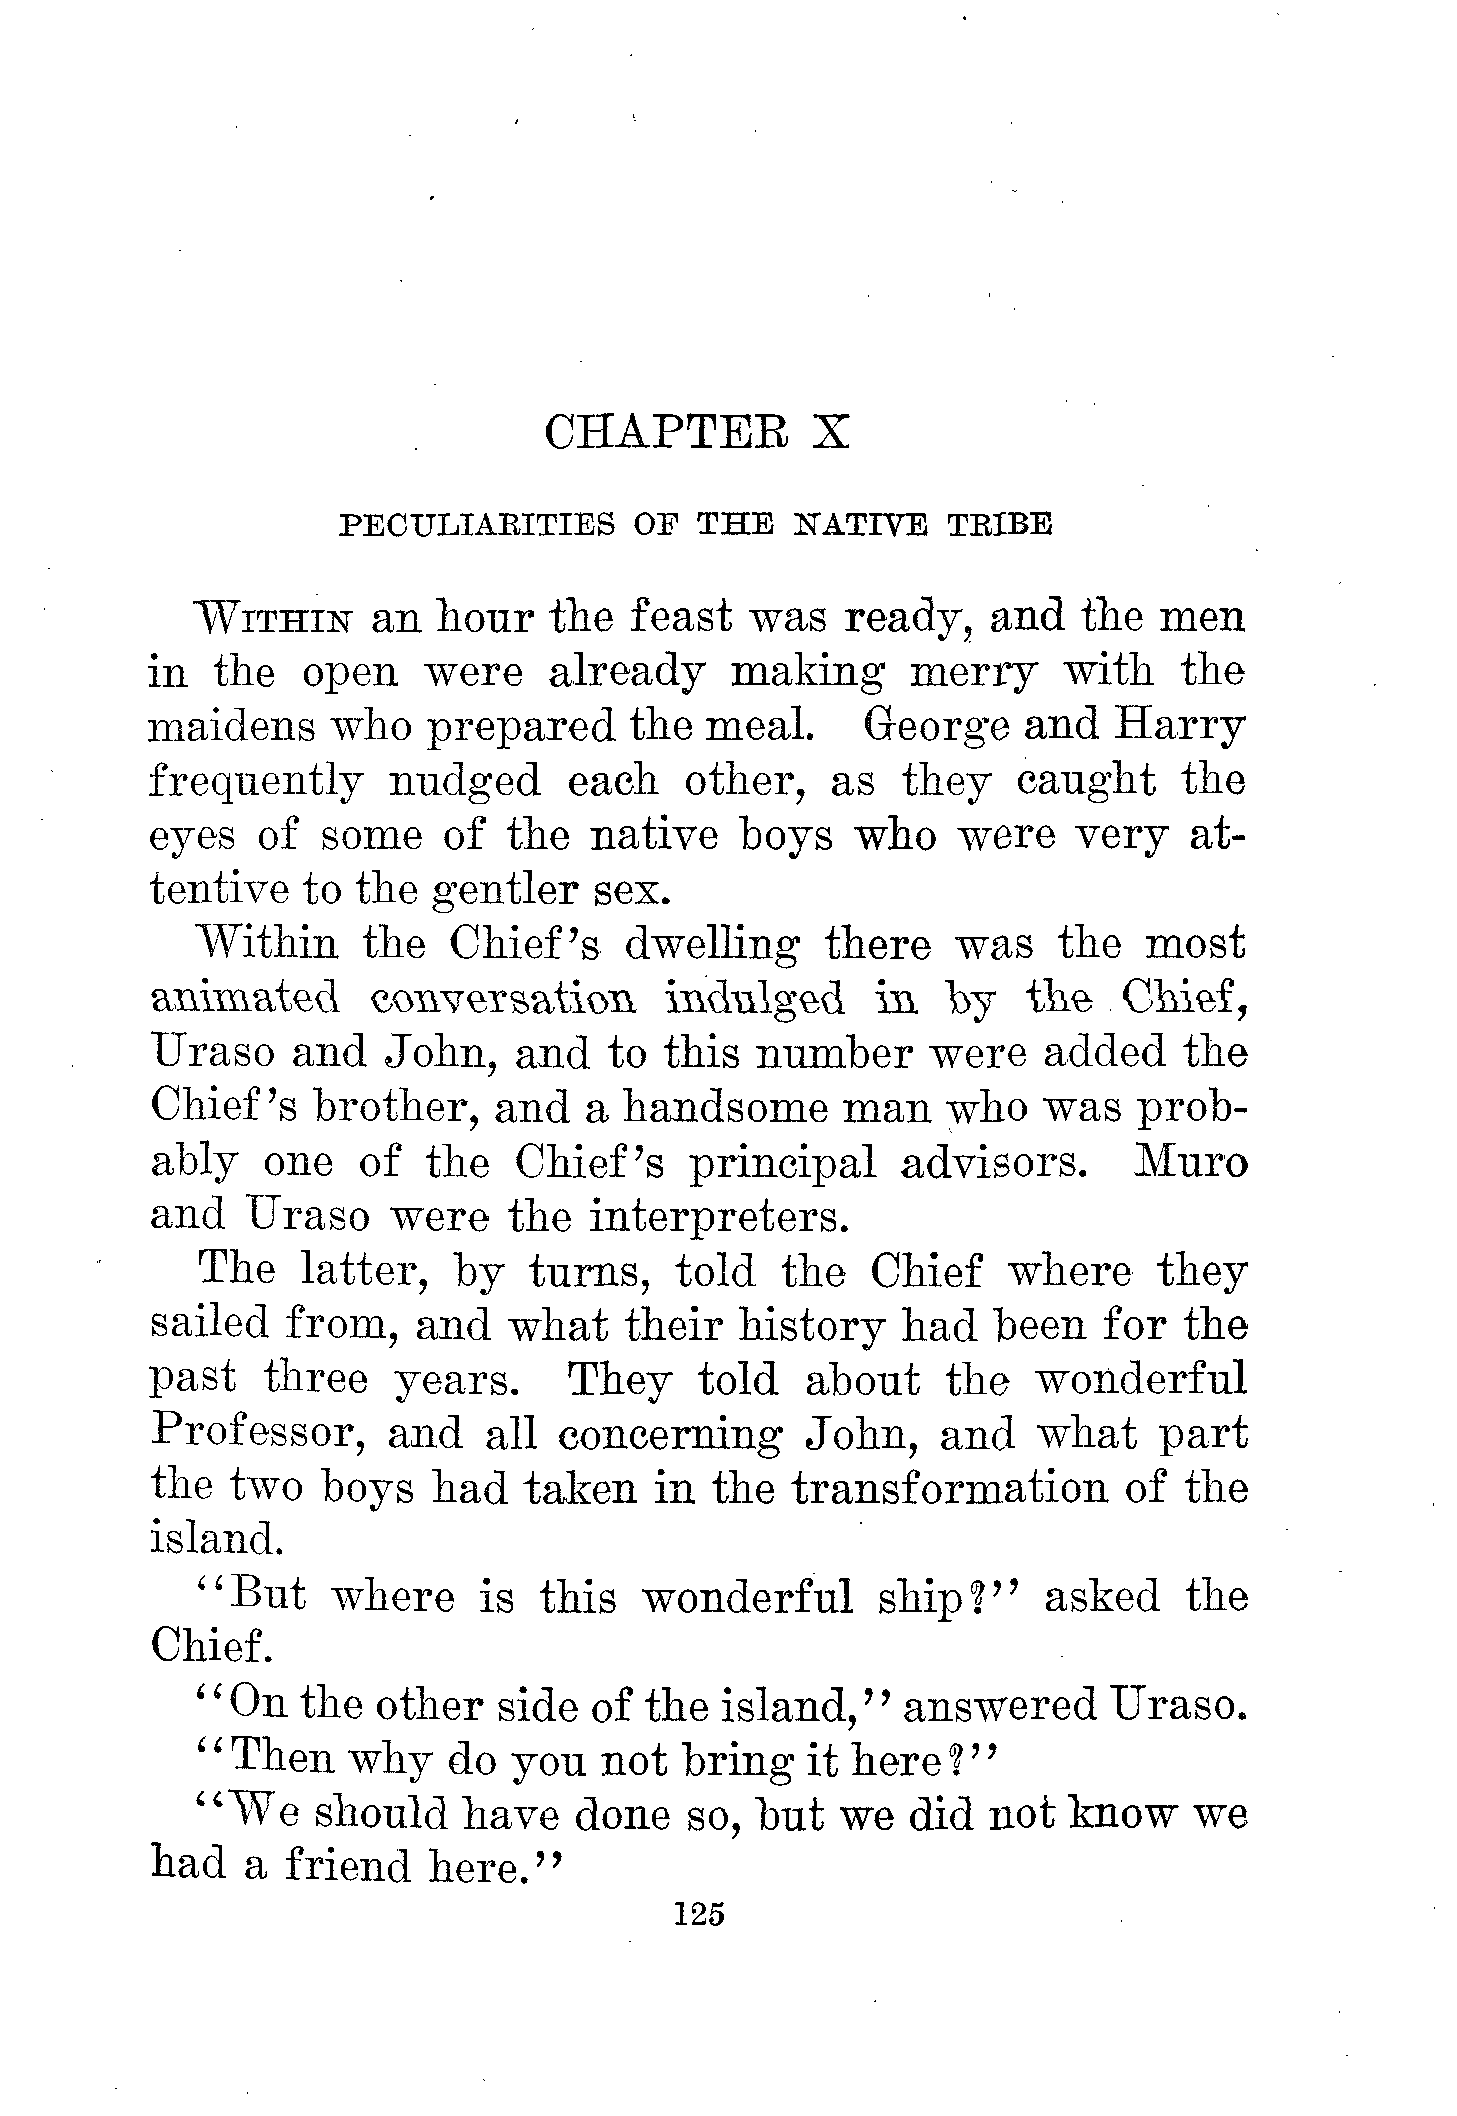 CHAPTER X
PECULIARITIES OF THE NATIVE TRIBE
WITHIN an hour the feast was ready, and the men
in the open were already making merry with the
maidens who prepared the meal. George and Harry
frequently nudged each other, as they caught the
eyes of some of the native boys who were very at-
tentive to the gentler sex.
Within the Chief's dwelling there was the most
animated conversation indulged in by the Chief,
Uraso and John, and to this number were added the
Chief's brother, and a handsome man who was prob-
ably one of the Chief's principal advisors. Muro
and Uraso were the interpreters.
The latter, by turns, told the Chief where they
sailed from, and what their history had been for the
past three years. They told about the wonderful
Professor, and all concerning John, and what part
the two boys had taken in the transformation of the
island.
"But where is this wonderful ship?" asked the
Chief.
"On the other side of the island," answered Uraso.
"Then why do you not bring it here?"
"We should have done so, but we did not know we
had a friend here."
125